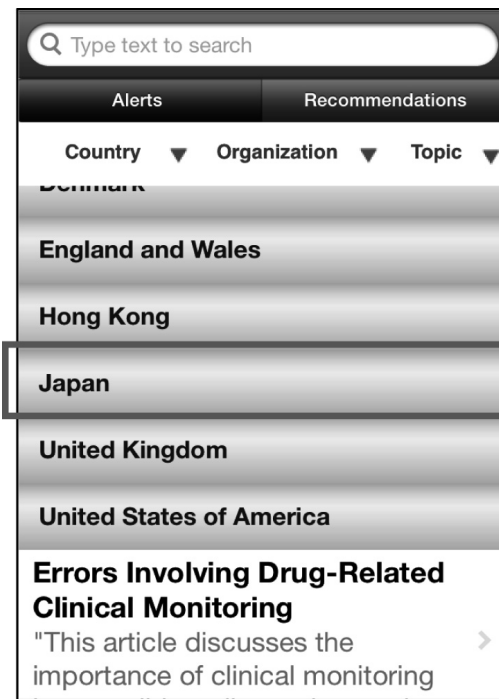 Type text to search
Alerts Recommendations
Country Organization Topic
Denmark
England and Wales
Hong Kong
Japan
United Kingdom
United States of America
Errors Involving Drug-Related
Clinical Monitoring
"This article discusses the
importance of clinical monitoring